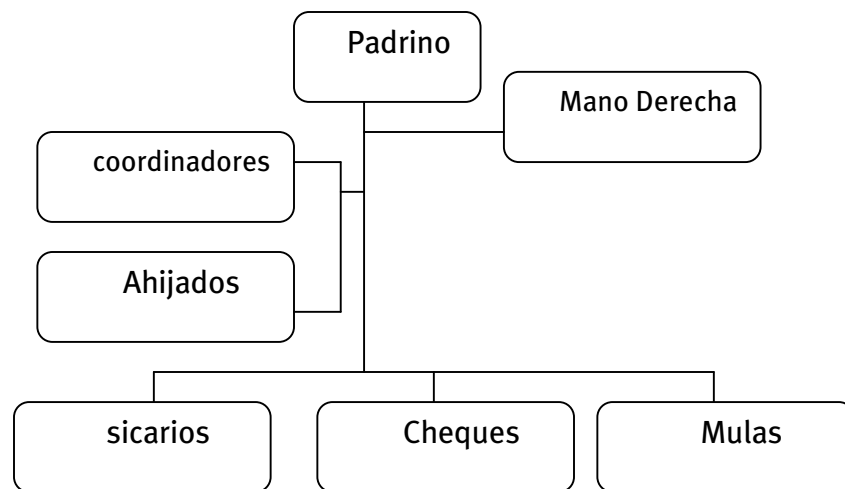 Padrino
Mano Derecha
coordinadores
Ahijados
sicarios
Cheques
Mulas